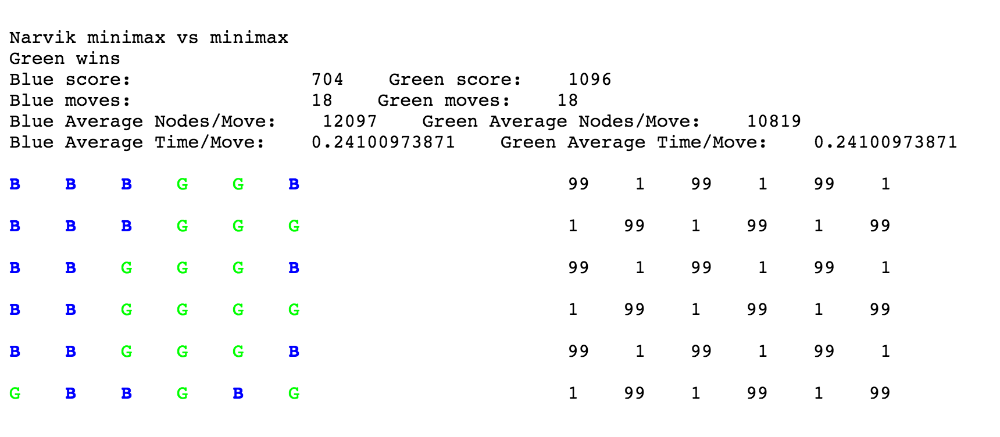 Narvik minimax vs minimax
Green wins
Blue score: 704 Green score: 1096
Blue moves: 18 Green moves: 18
Blue Average Nodes/Move: 12097 Green Average Nodes/Move: 10819
Blue Average Time/Move: 0.24100973871 Green Average Time/Move: 0.24100973871
B B B G G B 99 1 99 1 99 1
B B B G G G 1 99 1 99 1 99
B B G G G B 99 1 99 1 99 1
B B G G G G 1 99 1 99 1 99
B B G G G B 99 1 99 1 99 1
G B B G B G 1 99 1 99 1 99